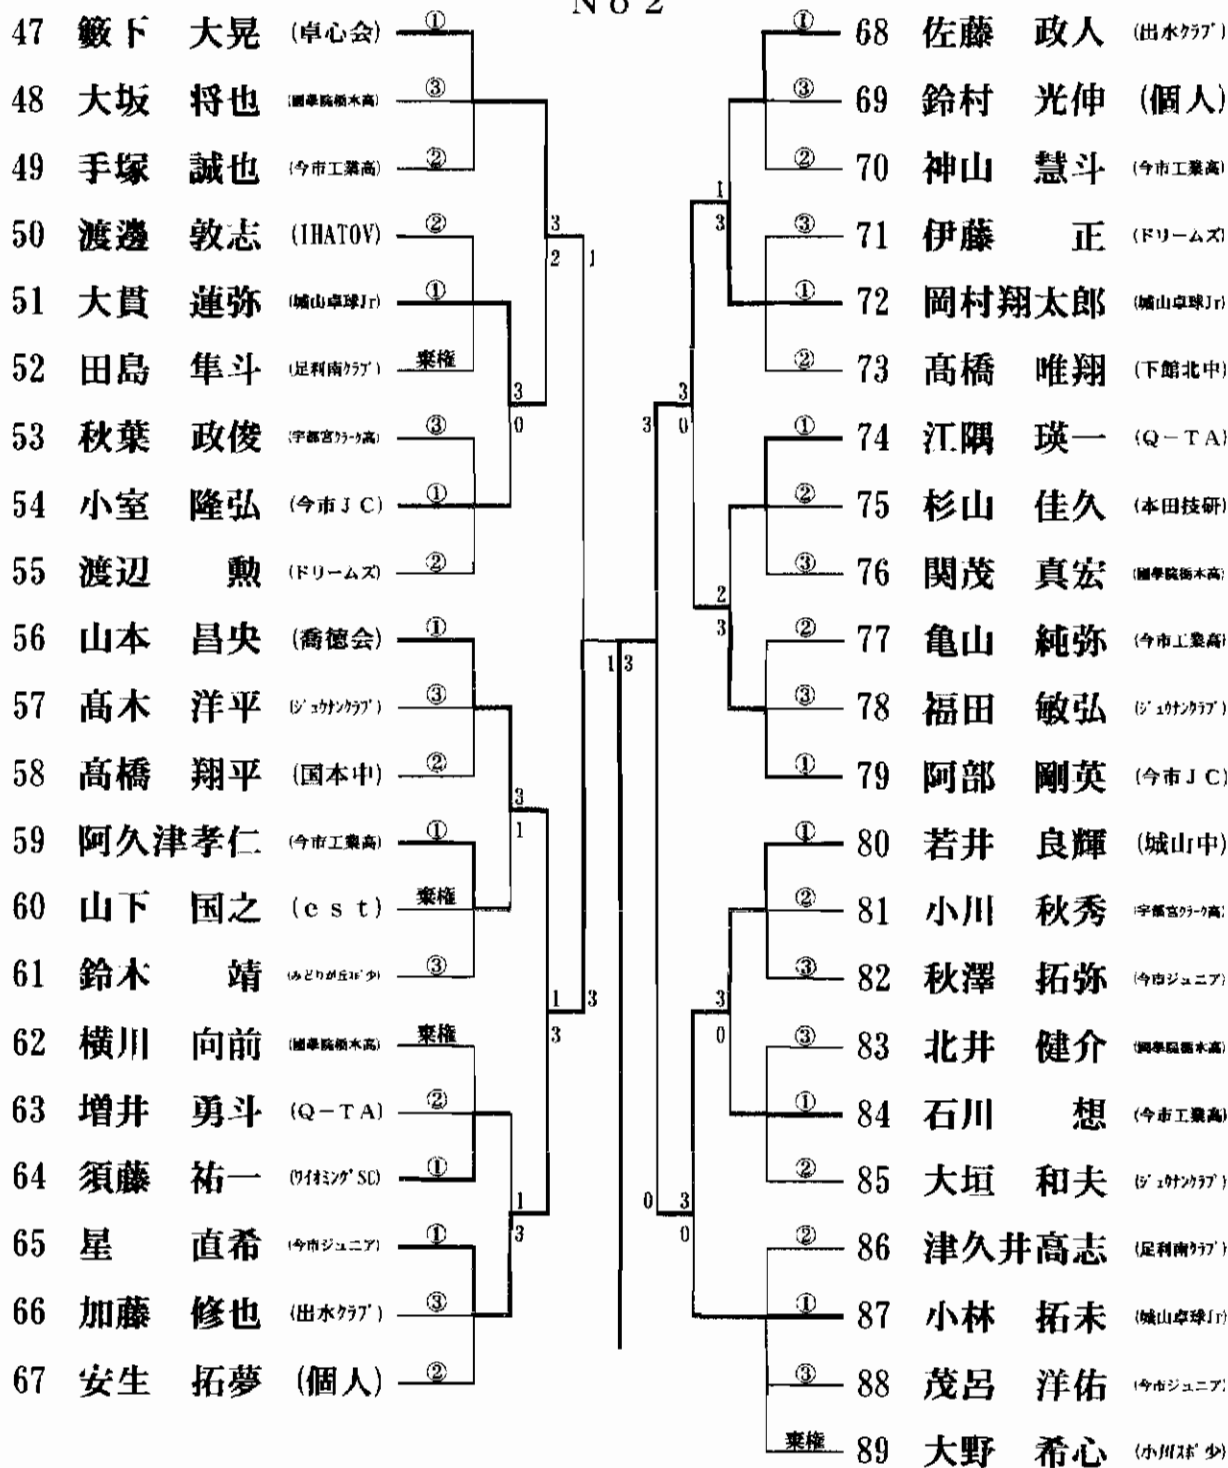 No 2
47 籔下 大晃 (卓心会) ①
48 大坂 将也 (國學院栃木高) ③
49 手塚 誠也 (今市工業高) ②
50 渡邊 敦志 (IHATOV) ②
51 大貫 蓮弥 (城山卓球Jr) ①
52 田島 隼斗 (足利南クラブ) 棄権
53 秋葉 政俊 (宇都宮クラーク高) ③
54 小室 隆弘 (今市JC) ①
55 渡辺 勲 (ドリームズ) ②
56 山本 昌央 (喬徳会) ①
57 髙木 洋平 (ジュウナンクラブ) ③
58 髙橋 翔平 (国本中) ②
59 阿久津孝仁 (今市工業高) ①
60 山下 国之 (est) 棄権
61 鈴木 靖 (みどりが丘スポ少) ③
62 横川 向前 (國學院栃木高) 棄権
63 増井 勇斗 (Q-TA) ②
64 須藤 祐一 (ワイオミングSC) ①
65 星 直希 (今市ジュニア) ①
66 加藤 修也 (出水クラブ) ③
67 安生 拓夢 (個人) ②
3
2
1
3
0
3
1
1
3
3
1
3
1 3
① 68 佐藤 政人 (出水クラブ)
③ 69 鈴村 光伸 (個人)
② 70 神山 慧斗 (今市工業高)
③ 71 伊藤 正 (ドリームズ)
① 72 岡村翔太郎 (城山卓球Jr)
② 73 髙橋 唯翔 (下館北中)
① 74 江隅 瑛一 (Q-TA)
② 75 杉山 佳久 (本田技研)
③ 76 関茂 真宏 (國學院栃木高)
② 77 亀山 純弥 (今市工業高)
③ 78 福田 敏弘 (ジュウナンクラブ)
① 79 阿部 剛英 (今市JC)
① 80 若井 良輝 (城山中)
② 81 小川 秋秀 (宇都宮クラーク高)
③ 82 秋澤 拓弥 (今市ジュニア)
③ 83 北井 健介 (國學院栃木高)
① 84 石川 想 (今市工業高)
② 85 大垣 和夫 (ジュウナンクラブ)
② 86 津久井高志 (足利南クラブ)
① 87 小林 拓未 (城山卓球Jr)
③ 88 茂呂 洋佑 (今市ジュニア)
棄権 89 大野 希心 (小川スポ少)
1
3
3
3
0
2
3
3
0
0
3
0